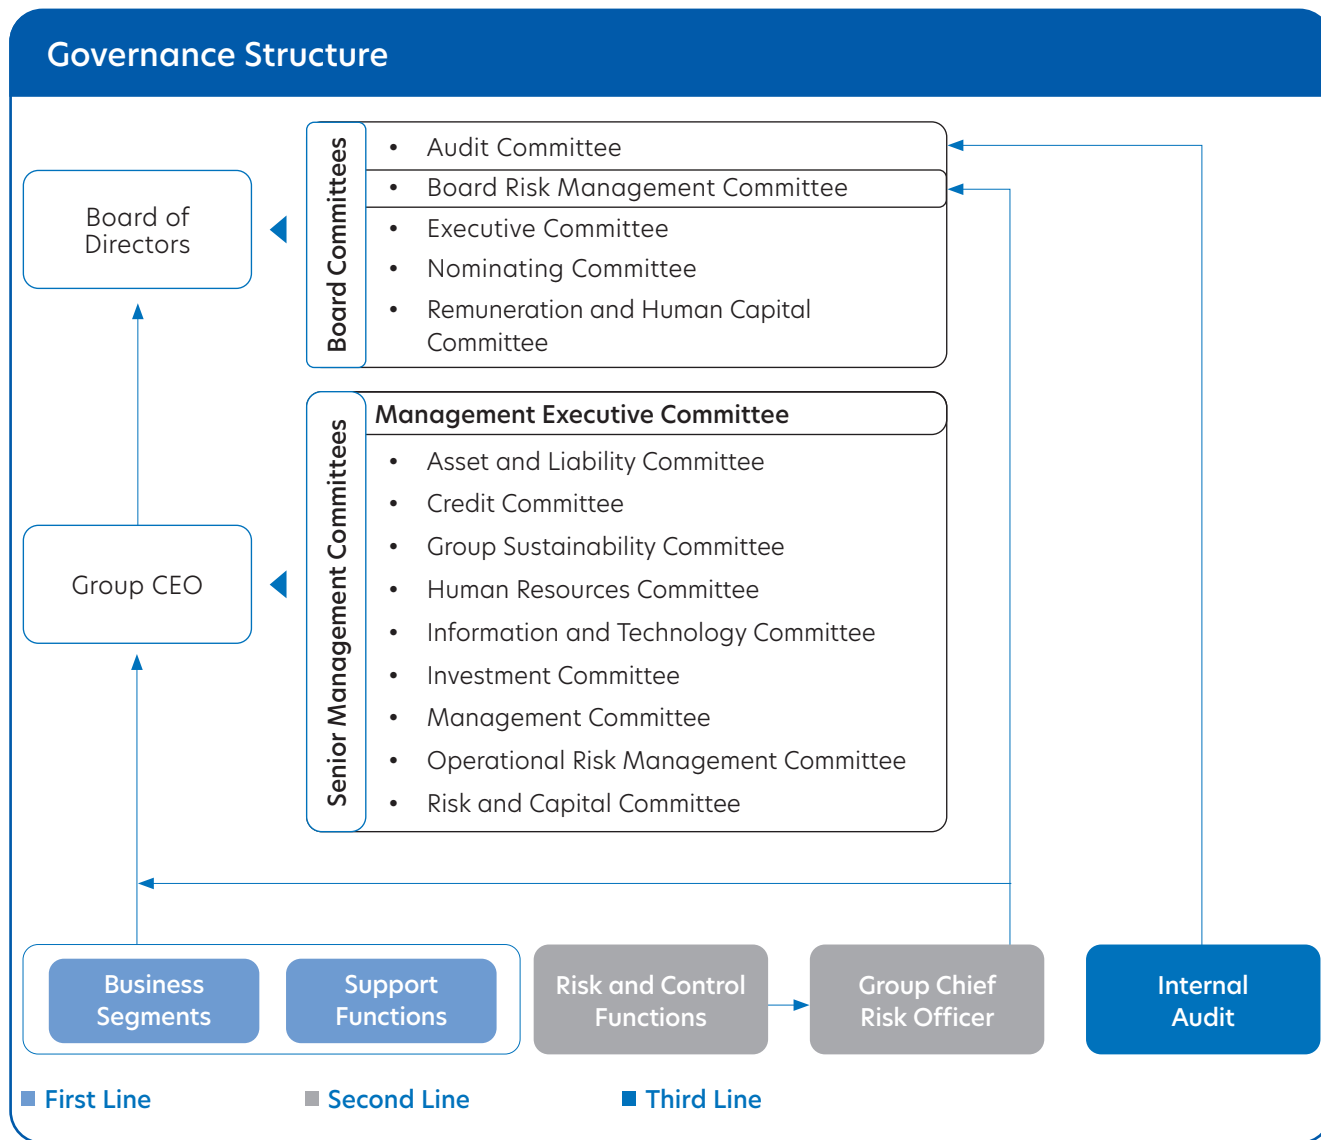 Governance Structure
Board of
Directors
Board Committees
• Audit Committee
• Board Risk Management Committee
• Executive Committee
• Nominating Committee
• Remuneration and Human Capital
Committee
Group CEO
Senior Management Committees
Management Executive Committee
• Asset and Liability Committee
• Credit Committee
• Group Sustainability Committee
• Human Resources Committee
• Information and Technology Committee
• Investment Committee
• Management Committee
• Operational Risk Management Committee
• Risk and Capital Committee
Business
Segments
Support
Functions
Risk and Control
Functions
Group Chief
Risk Officer
Internal
Audit
First Line
Second Line
Third Line